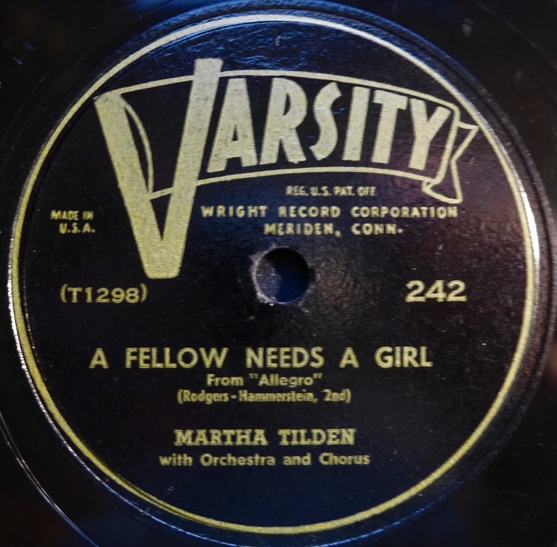 VARSITY
REG. U.S. PAT. OFF.
MADE IN
U.S.A.
WRIGHT RECORD CORPORATION
MERIDEN, CONN.
(T1298)
242
A FELLOW NEEDS A GIRL
From "Allegro"
(Rodgers-Hammerstein, 2nd)
MARTHA TILDEN
with Orchestra and Chorus